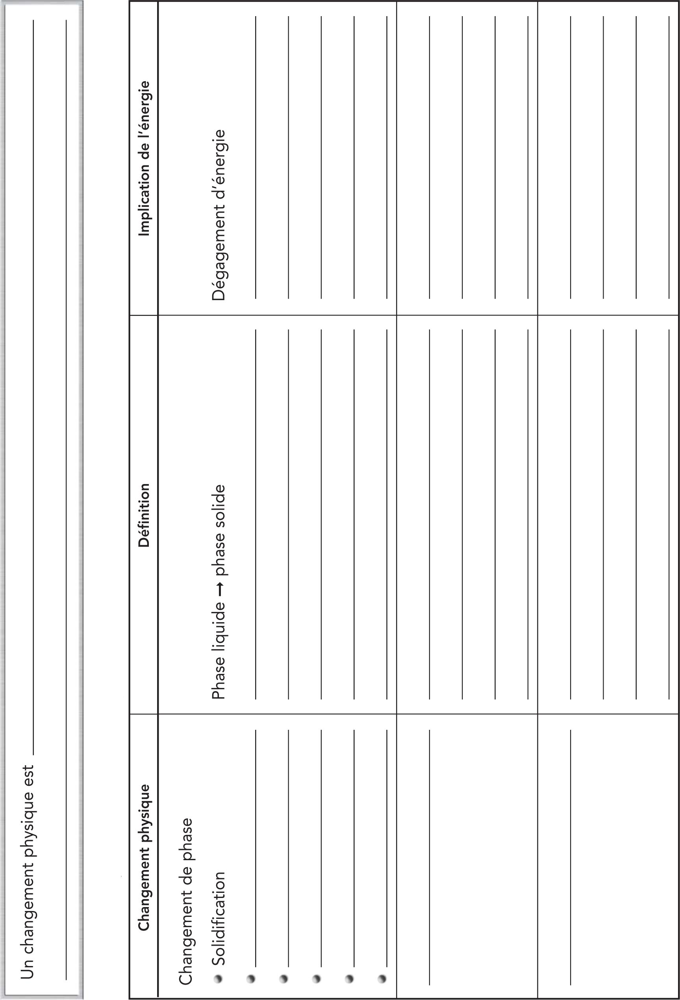 Un changement physique est
Changement physique
Définition
Implication de l'énergie
Changement de phase
Solidification
Phase liquide → phase solide
Dégagement d'énergie